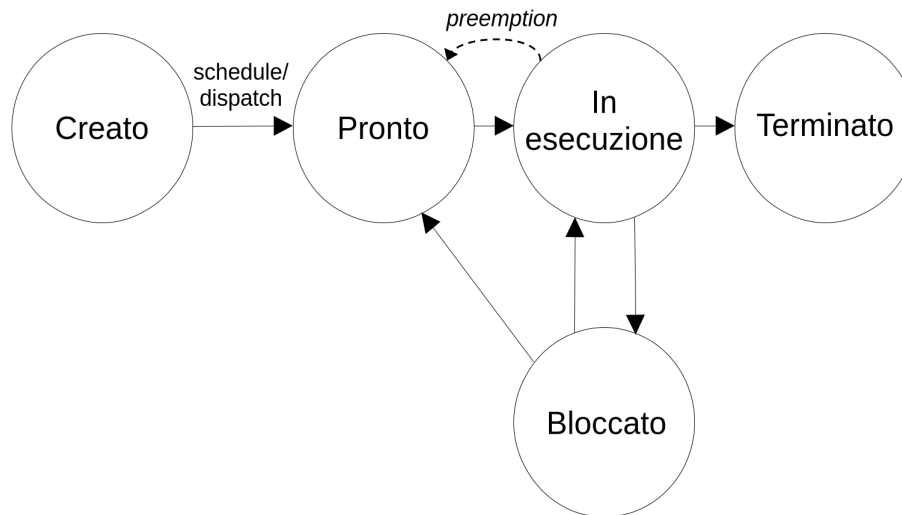 preemption
schedule/
dispatch
Creato
Pronto
In
esecuzione
Terminato
Bloccato